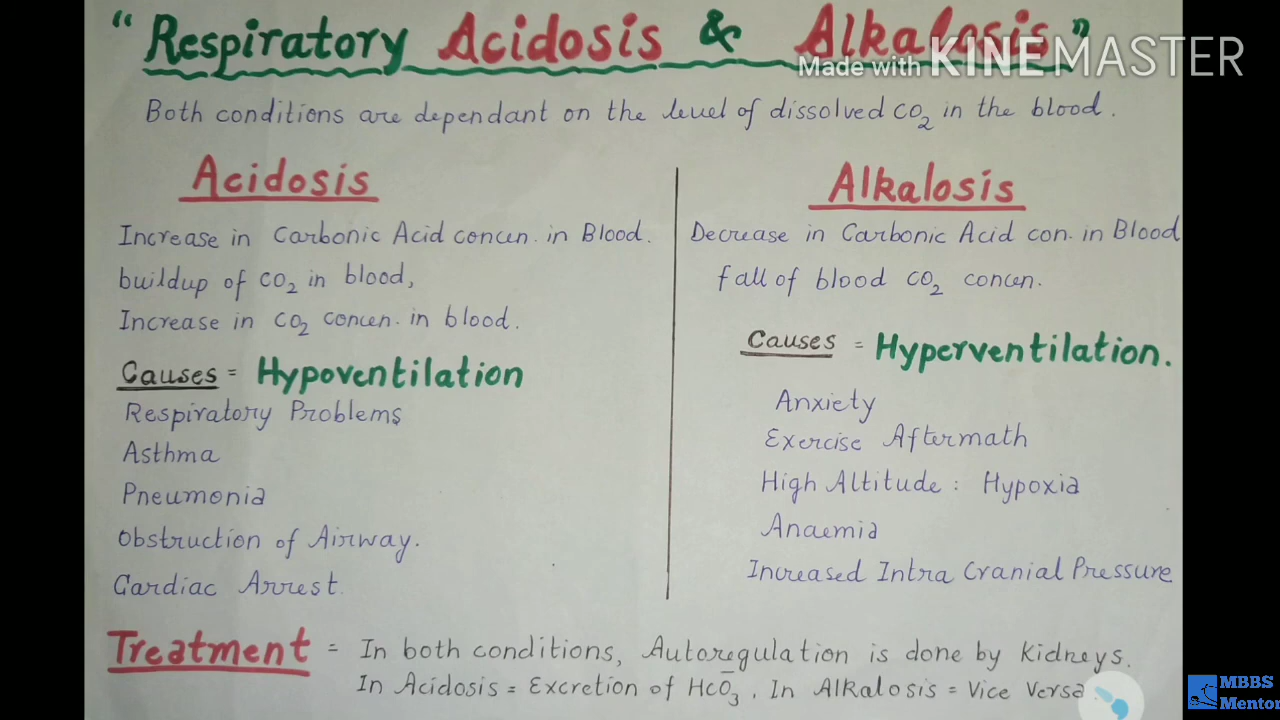 “Respiratory Acidosis & Alkalosis”
Made with KINEMASTER
Both conditions are dependant on the level of dissolved CO2 in the blood.
Acidosis
Increase in Carbonic Acid concen. in Blood.
buildup of CO2 in blood,
Increase in CO2 concen. in blood.
Causes = Hypoventilation
Respiratory Problems
Asthma
Pneumonia
Obstruction of Airway.
Cardiac Arrest.
Alkalosis
Decrease in Carbonic Acid con. in Blood
fall of blood CO2 concen.
Causes = Hyperventilation.
Anxiety
Exercise Aftermath
High Altitude : Hypoxia
Anaemia
Increased Intra Cranial Pressure
Treatment = In both conditions, Autoregulation is done by Kidneys.
In Acidosis = Excretion of HCO3⁻. In Alkalosis = Vice Versa
MBBS
Mentor